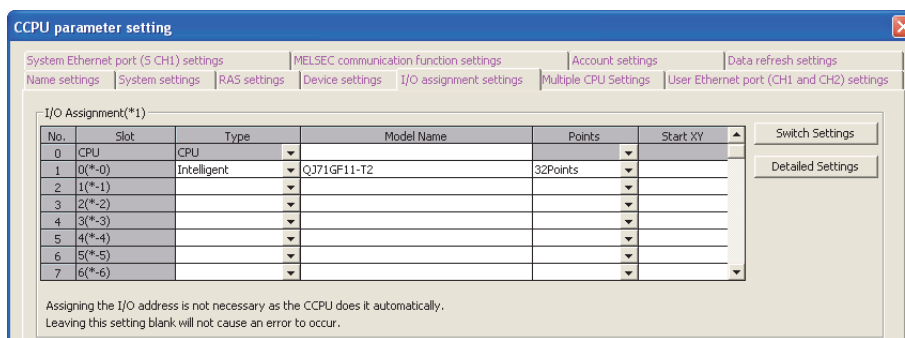 CCPU parameter setting
System Ethernet port (S CH1) settings MELSEC communication function settings Account settings Data refresh settings
Name settings System settings RAS settings Device settings I/O assignment settings Multiple CPU Settings User Ethernet port (CH1 and CH2) settings
I/O Assignment(*1)
No. Slot Type Model Name Points Start XY Switch Settings
0 CPU CPU
1 0(*-0) Intelligent QJ71GF11-T2 32Points Detailed Settings
2 1(*-1)
3 2(*-2)
4 3(*-3)
5 4(*-4)
6 5(*-5)
7 6(*-6)
Assigning the I/O address is not necessary as the CCPU does it automatically.
Leaving this setting blank will not cause an error to occur.